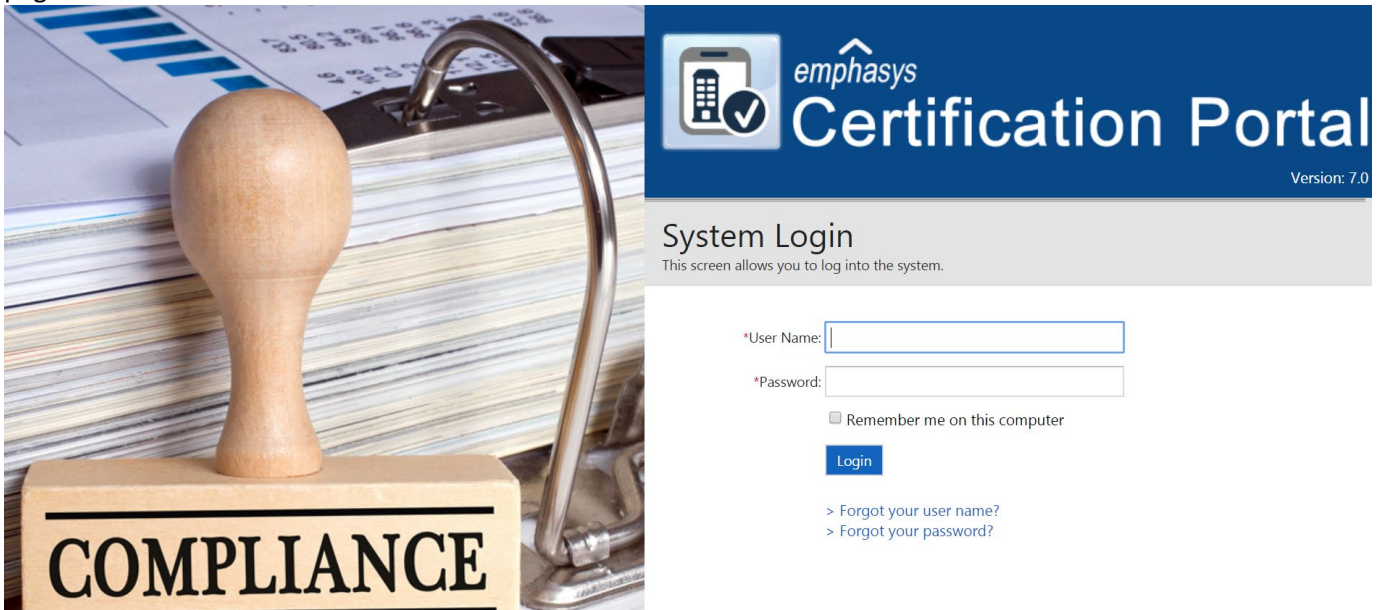 emphasys
Certification Portal
Version: 7.0
System Login
This screen allows you to log into the system.
*User Name:
*Password:
Remember me on this computer
Login
> Forgot your user name?
> Forgot your password?
COMPLIANCE